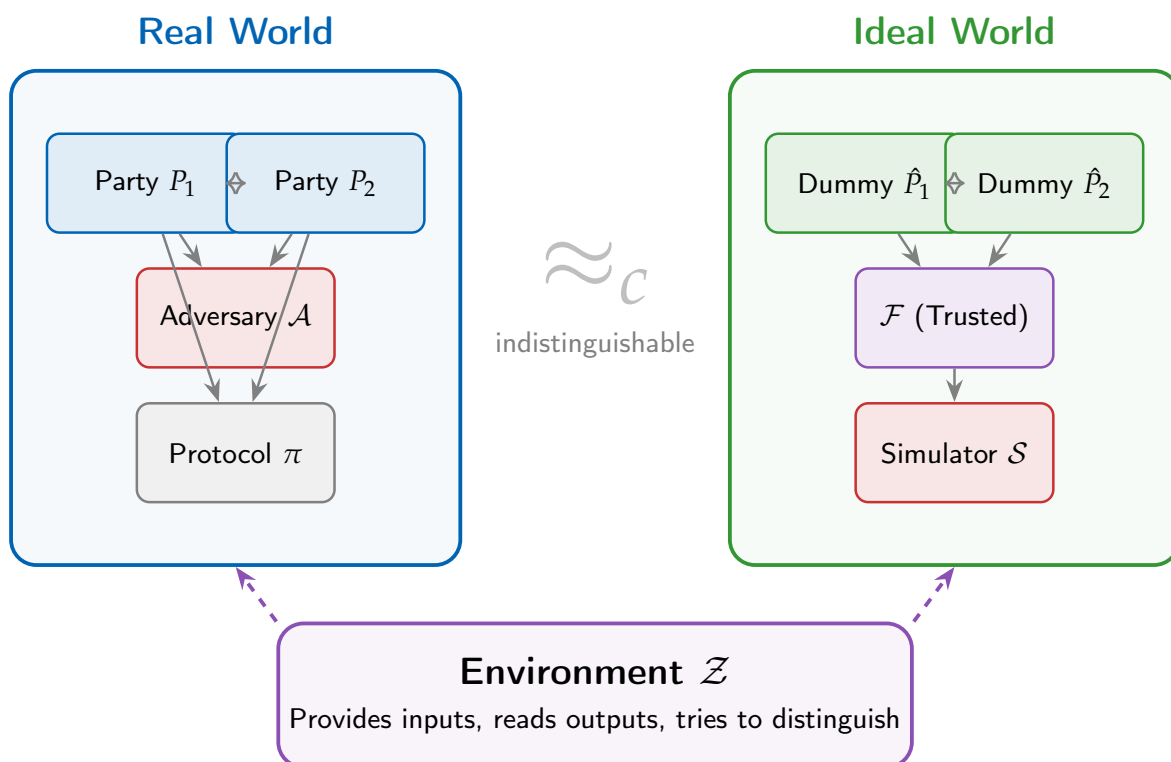 Real World
Ideal World
Party P₁
Party P₂
Dummy P̂₁
Dummy P̂₂
Adversary 𝒜
≈c
indistinguishable
ℱ (Trusted)
Protocol π
Simulator 𝒮
Environment 𝒵
Provides inputs, reads outputs, tries to distinguish